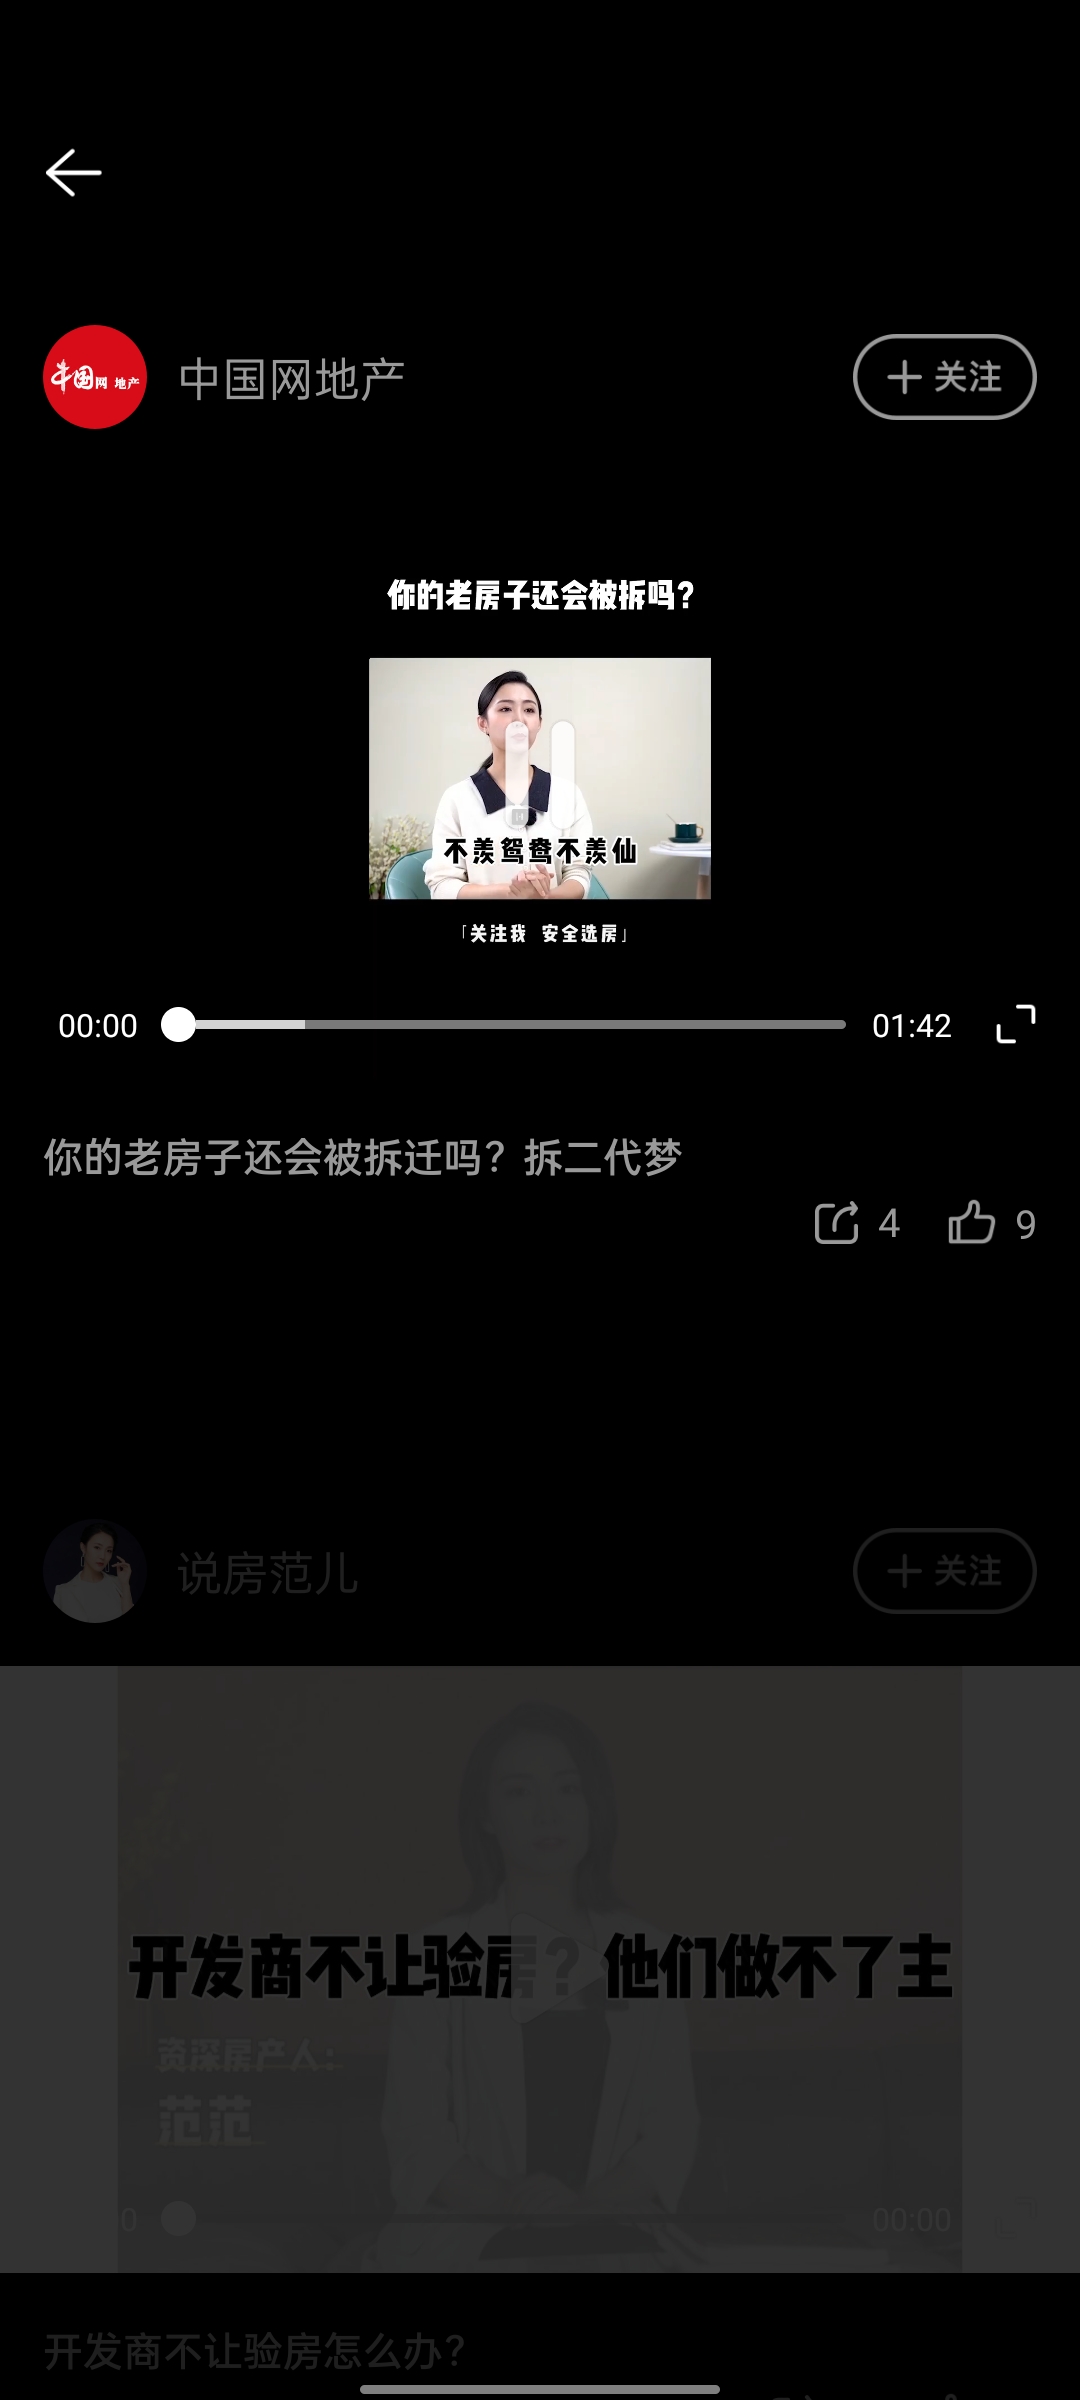 中国网 地产
中国网地产
关注
你的老房子还会被拆吗?
不羡鸳鸯不羡仙
「关注我 安全选房」
00:00
01:42
你的老房子还会被拆迁吗？拆二代梦
4
9
说房范儿
关注
开发商不让验房？他们做不了主
资深房产人：
范范
0
00:00
开发商不让验房怎么办？